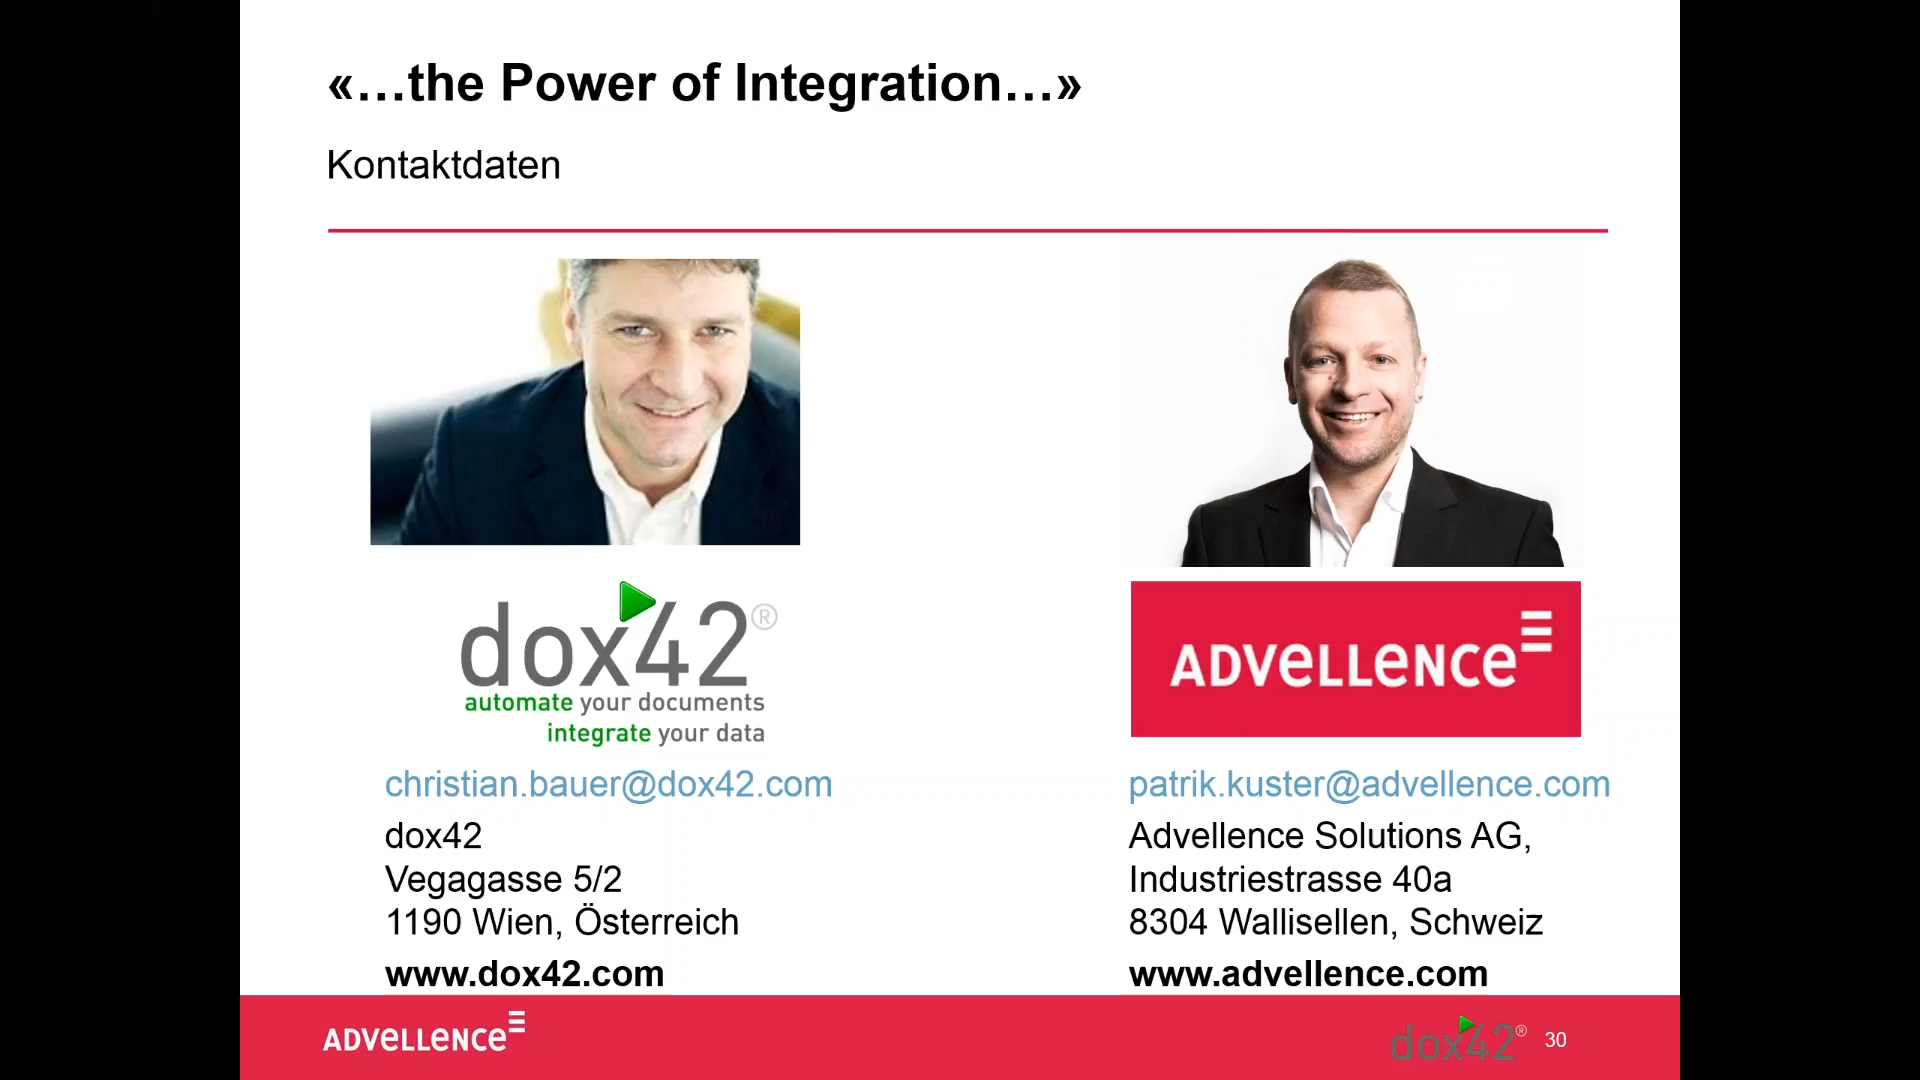 «…the Power of Integration…»
Kontaktdaten
dox42®
automate your documents
integrate your data
christian.bauer@dox42.com
dox42
Vegagasse 5/2
1190 Wien, Österreich
www.dox42.com
ADVELLENCE
patrik.kuster@advellence.com
Advellence Solutions AG,
Industriestrasse 40a
8304 Wallisellen, Schweiz
www.advellence.com
ADVELLENCE
dox42®
30